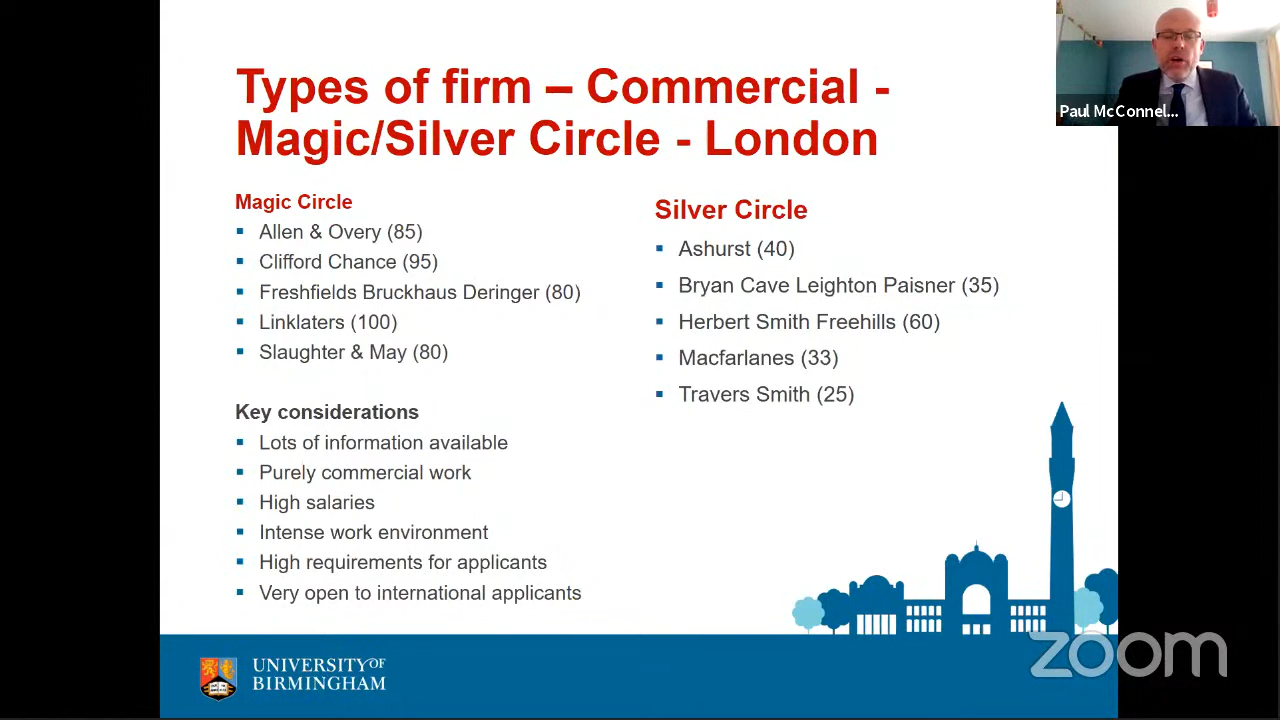 Types of firm – Commercial -
Magic/Silver Circle - London
Magic Circle
Allen & Overy (85)
Clifford Chance (95)
Freshfields Bruckhaus Deringer (80)
Linklaters (100)
Slaughter & May (80)
Key considerations
Lots of information available
Purely commercial work
High salaries
Intense work environment
High requirements for applicants
Very open to international applicants
Silver Circle
Ashurst (40)
Bryan Cave Leighton Paisner (35)
Herbert Smith Freehills (60)
Macfarlanes (33)
Travers Smith (25)
Paul McConnel...
UNIVERSITY OF
BIRMINGHAM
zoom